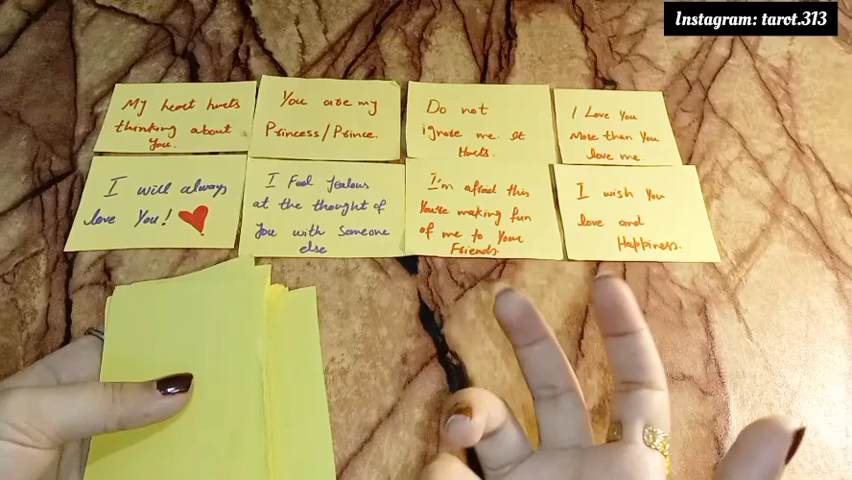 Instagram: tarot.313
My heart hurts
thinking about
you.
You are my
Princess/Prince.
Do not
ignore me. It
Hurts.
I Love You
More than You
love me.
I will always
love You!
I Feel Jealous
at the thought of
You with Someone
else
I'm afraid this
You're making fun
of me to Your
Friends.
I wish You
love and
Happiness.